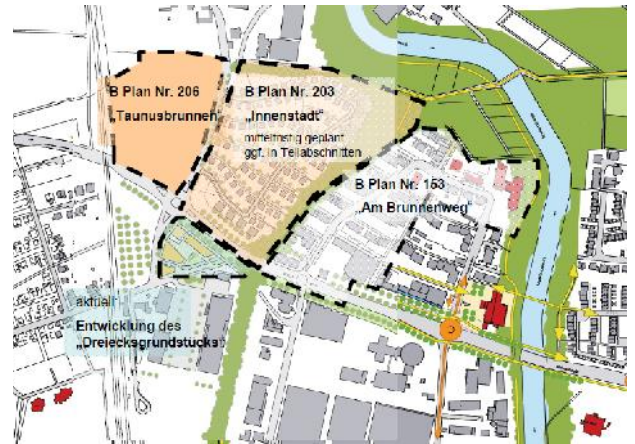 B Plan Nr. 206
„Taunusbrunnen“
B Plan Nr. 203
„Innenstadt“
mittelfristig geplant
ggf. in Teilabschnitten
B Plan Nr. 153
„Am Brunnenweg“
aktuell
Entwicklung des
„Dreiecksgrundstücks“